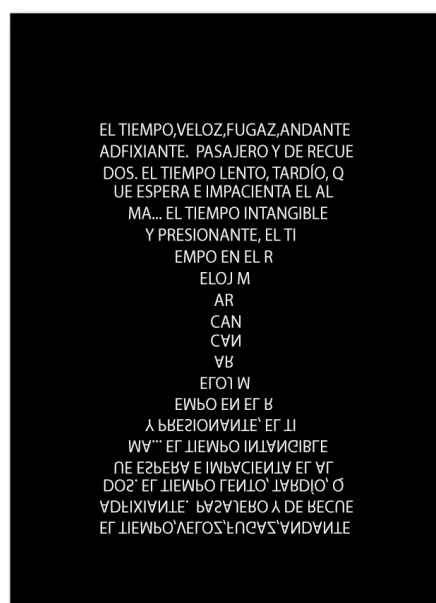 EL TIEMPO,VELOZ,FUGAZ,ANDANTE
ADFIXIANTE.  PASAJERO Y DE RECUE
DOS. EL TIEMPO LENTO, TARDÍO, Q
UE ESPERA E IMPACIENTA EL AL
MA... EL TIEMPO INTANGIBLE
Y PRESIONANTE, EL TI
EMPO EN EL R
ELOJ M
AR
CAN
CAN
AR
ELOJ M
EMPO EN EL R
Y PRESIONANTE, EL TI
MA... EL TIEMPO INTANGIBLE
UE ESPERA E IMPACIENTA EL AL
DOS. EL TIEMPO LENTO, TARDÍO, Q
ADFIXIANTE.  PASAJERO Y DE RECUE
EL TIEMPO,VELOZ,FUGAZ,ANDANTE